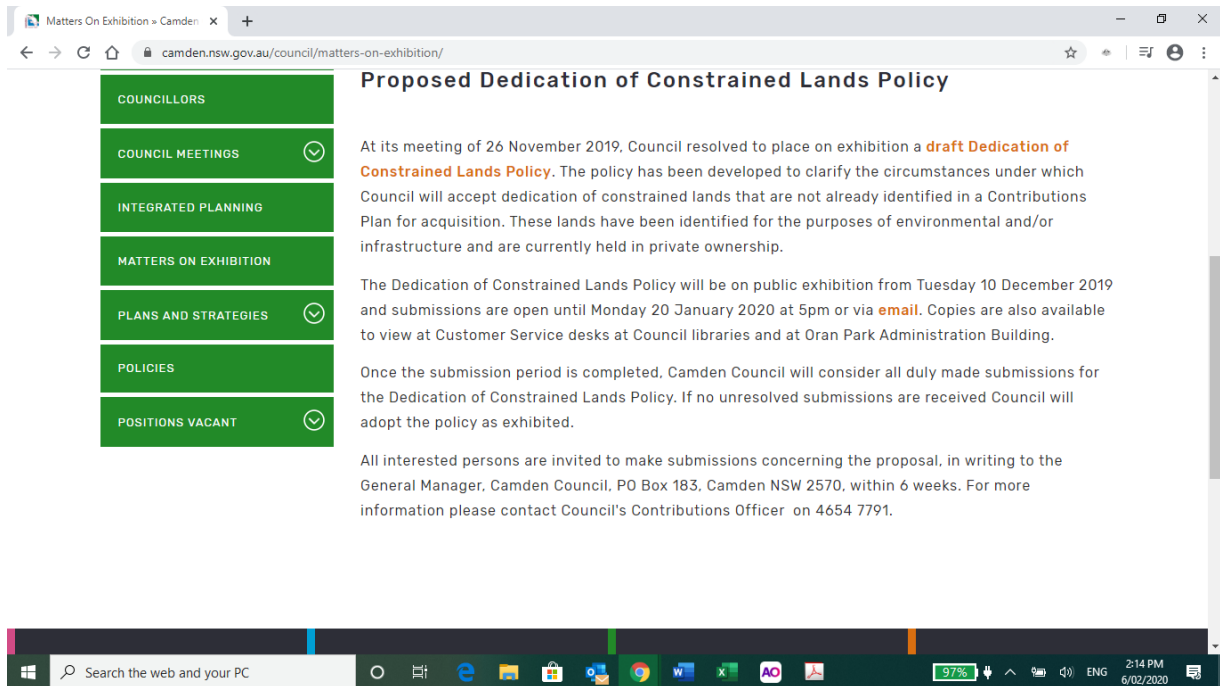 Matters On Exhibition » Camden
camden.nsw.gov.au/council/matters-on-exhibition/
COUNCILLORS
COUNCIL MEETINGS
INTEGRATED PLANNING
MATTERS ON EXHIBITION
PLANS AND STRATEGIES
POLICIES
POSITIONS VACANT
Proposed Dedication of Constrained Lands Policy
At its meeting of 26 November 2019, Council resolved to place on exhibition a draft Dedication of
Constrained Lands Policy. The policy has been developed to clarify the circumstances under which
Council will accept dedication of constrained lands that are not already identified in a Contributions
Plan for acquisition. These lands have been identified for the purposes of environmental and/or
infrastructure and are currently held in private ownership.
The Dedication of Constrained Lands Policy will be on public exhibition from Tuesday 10 December 2019
and submissions are open until Monday 20 January 2020 at 5pm or via email. Copies are also available
to view at Customer Service desks at Council libraries and at Oran Park Administration Building.
Once the submission period is completed, Camden Council will consider all duly made submissions for
the Dedication of Constrained Lands Policy. If no unresolved submissions are received Council will
adopt the policy as exhibited.
All interested persons are invited to make submissions concerning the proposal, in writing to the
General Manager, Camden Council, PO Box 183, Camden NSW 2570, within 6 weeks. For more
information please contact Council's Contributions Officer on 4654 7791.
Search the web and your PC
AO
97%
ENG
2:14 PM
6/02/2020